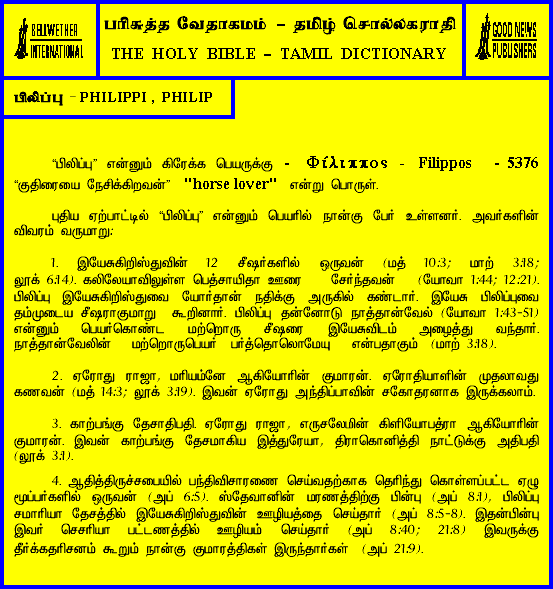 BELLWETHER
INTERNATIONAL
பரிசுத்த வேதாகமம் – தமிழ் சொல்லகராதி
THE HOLY BIBLE – TAMIL DICTIONARY
GOOD NEWS
PUBLISHERS
பிலிப்பு - PHILIPPI , PHILIP
“பிலிப்பு” என்னும் கிரேக்க பெயருக்கு - Φίλιππος - Filippos - 5376
“குதிரையை நேசிக்கிறவன்” "horse lover" என்று பொருள்.
புதிய ஏற்பாட்டில் “பிலிப்பு” என்னும் பெயரில் நான்கு பேர் உள்ளனர். அவர்களின்
விவரம் வருமாறு:
1. இயேசுகிறிஸ்துவின் 12 சீஷர்களில் ஒருவன் (மத் 10:3; மாற் 3:18;
லூக் 6:14). கலிலேயாவிலுள்ள பெத்சாயிதா ஊரை சேர்ந்தவன் (யோவா 1:44; 12:21).
பிலிப்பு இயேசுகிறிஸ்துவை யோர்தான் நதிக்கு அருகில் கண்டார். இயேசு பிலிப்புவை
தம்முடைய சீஷராகுமாறு கூறினார். பிலிப்பு தன்னோடு நாத்தான்வேல் (யோவா 1:43-51)
என்னும் பெயர்கொண்ட மற்றொரு சீஷரை இயேசுவிடம் அழைத்து வந்தார்.
நாத்தான்வேலின் மற்றொருபெயர் பர்த்தொலொமேயு என்பதாகும் (மாற் 3:18).
2. ஏரோது ராஜா, மரியம்னே ஆகியோரின் குமாரன். ஏரோதியாளின் முதலாவது
கணவன் (மத் 14:3; லூக் 3:19). இவன் ஏரோது அந்திப்பாவின் சகோதரனாக இருக்கலாம்.
3. காற்பங்கு தேசாதிபதி. ஏரோது ராஜா, எருசலேமின் கிளியோபத்ரா ஆகியோரின்
குமாரன். இவன் காற்பங்கு தேசமாகிய இத்துரேயா, திராகொனித்தி நாட்டுக்கு அதிபதி
(லூக் 3:1).
4. ஆதித்திருச்சபையில் பந்திவிசாரணை செய்வதற்காக தெரிந்து கொள்ளப்பட்ட ஏழு
மூப்பர்களில் ஒருவன் (அப் 6:5). ஸ்தேவானின் மரணத்திற்கு பின்பு (அப் 8:1), பிலிப்பு
சமாரியா தேசத்தில் இயேசுகிறிஸ்துவின் ஊழியத்தை செய்தார் (அப் 8:5-8). இதன்பின்பு
இவர் செசரியா பட்டணத்தில் ஊழியம் செய்தார் (அப் 8:40; 21:8) இவருக்கு
தீர்க்கதரிசனம் கூறும் நான்கு குமாரத்திகள் இருந்தார்கள் (அப் 21:9).